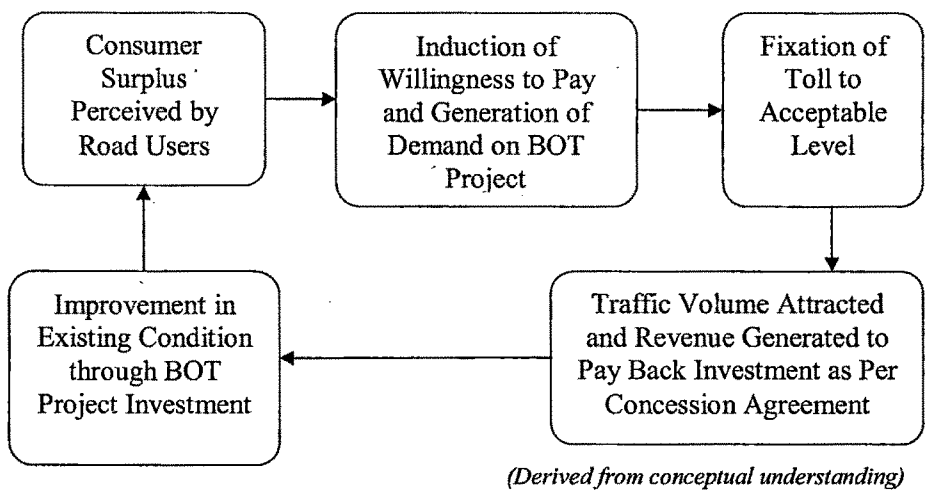 Consumer
Surplus
Perceived by
Road Users
Induction of
Willingness to Pay
and Generation of
Demand on BOT
Project
Fixation of
Toll to
Acceptable
Level
Improvement in
Existing Condition
through BOT
Project Investment
Traffic Volume Attracted
and Revenue Generated to
Pay Back Investment as Per
Concession Agreement
(Derived from conceptual understanding)